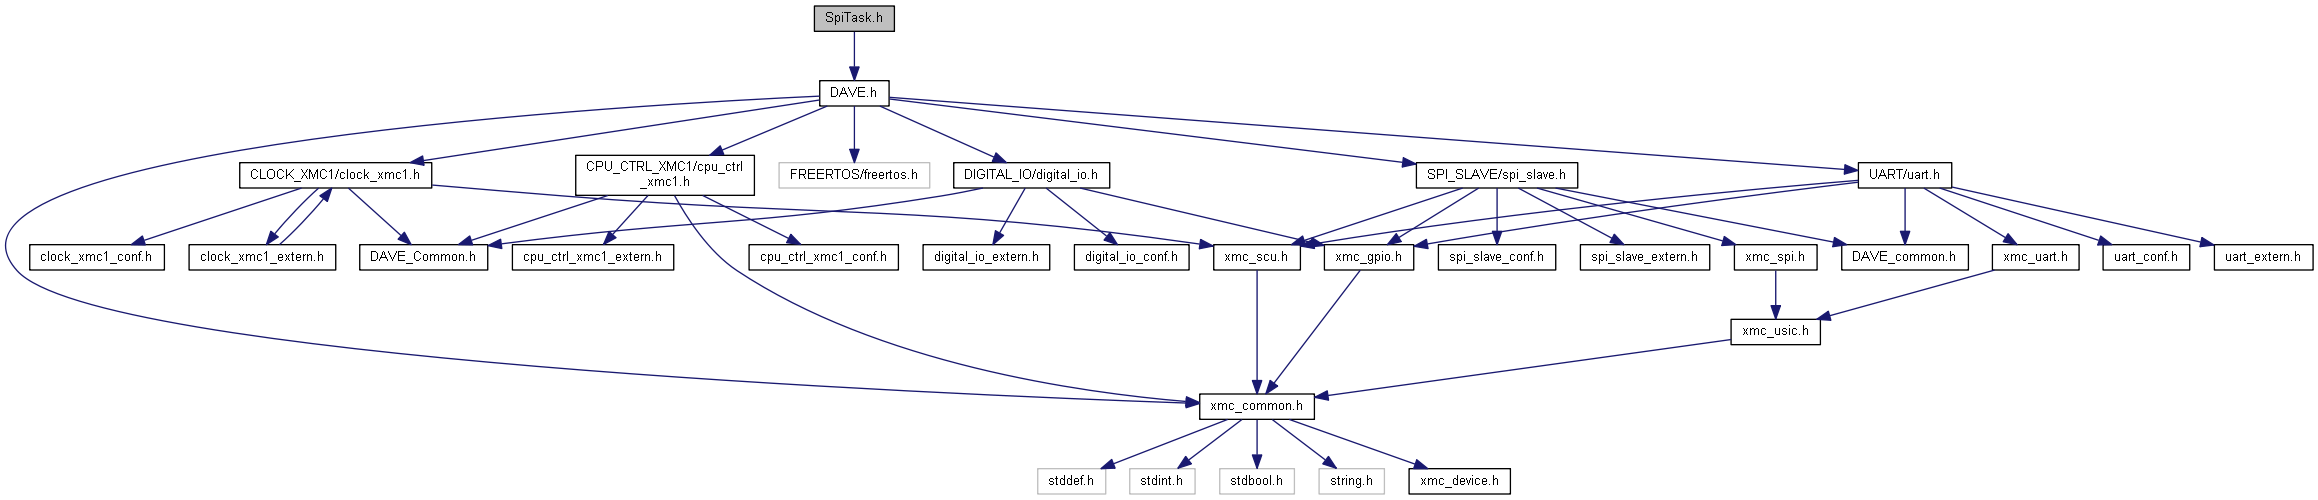 SpiTask.h
DAVE.h
CLOCK_XMC1/clock_xmc1.h
CPU_CTRL_XMC1/cpu_ctrl
_xmc1.h
FREERTOS/freertos.h
DIGITAL_IO/digital_io.h
SPI_SLAVE/spi_slave.h
UART/uart.h
clock_xmc1_conf.h
clock_xmc1_extern.h
DAVE_Common.h
cpu_ctrl_xmc1_extern.h
cpu_ctrl_xmc1_conf.h
digital_io_extern.h
digital_io_conf.h
xmc_scu.h
xmc_gpio.h
spi_slave_conf.h
spi_slave_extern.h
xmc_spi.h
DAVE_common.h
xmc_uart.h
uart_conf.h
uart_extern.h
xmc_usic.h
xmc_common.h
stddef.h
stdint.h
stdbool.h
string.h
xmc_device.h